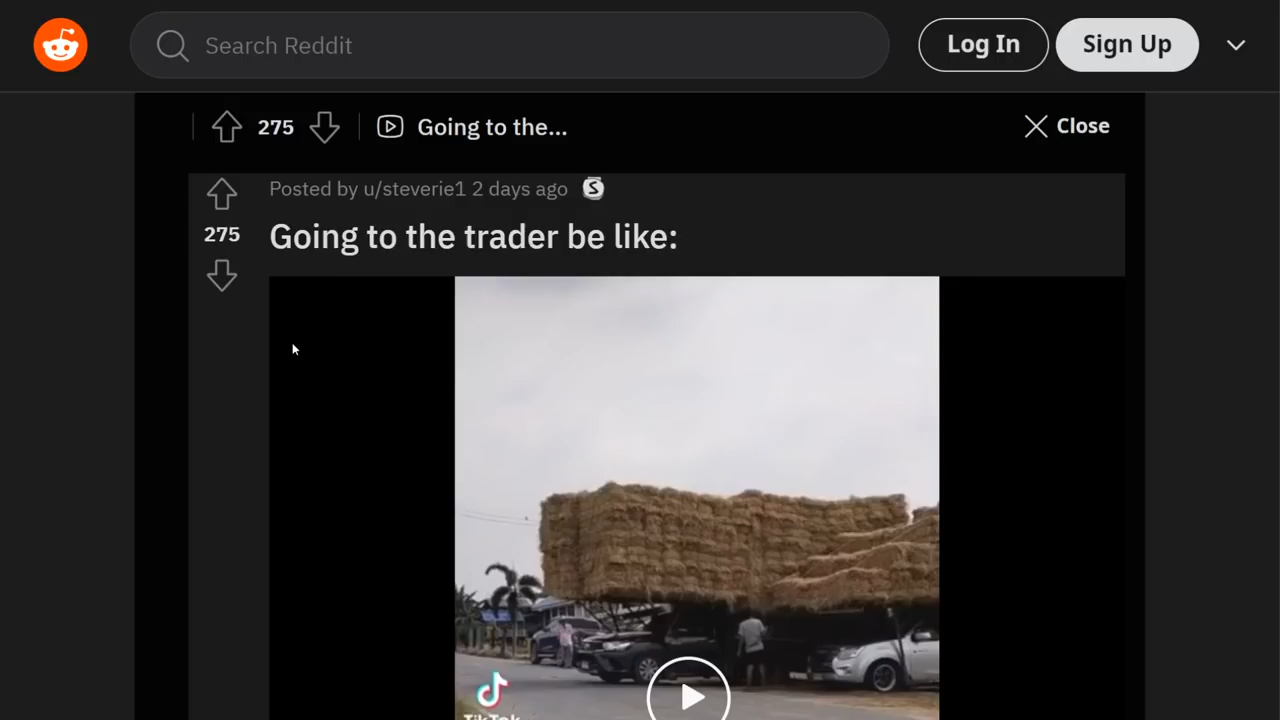 Search Reddit
Log In
Sign Up
275
Going to the...
Close
Posted by u/steverie1 2 days ago
S
275
Going to the trader be like:
TikTok